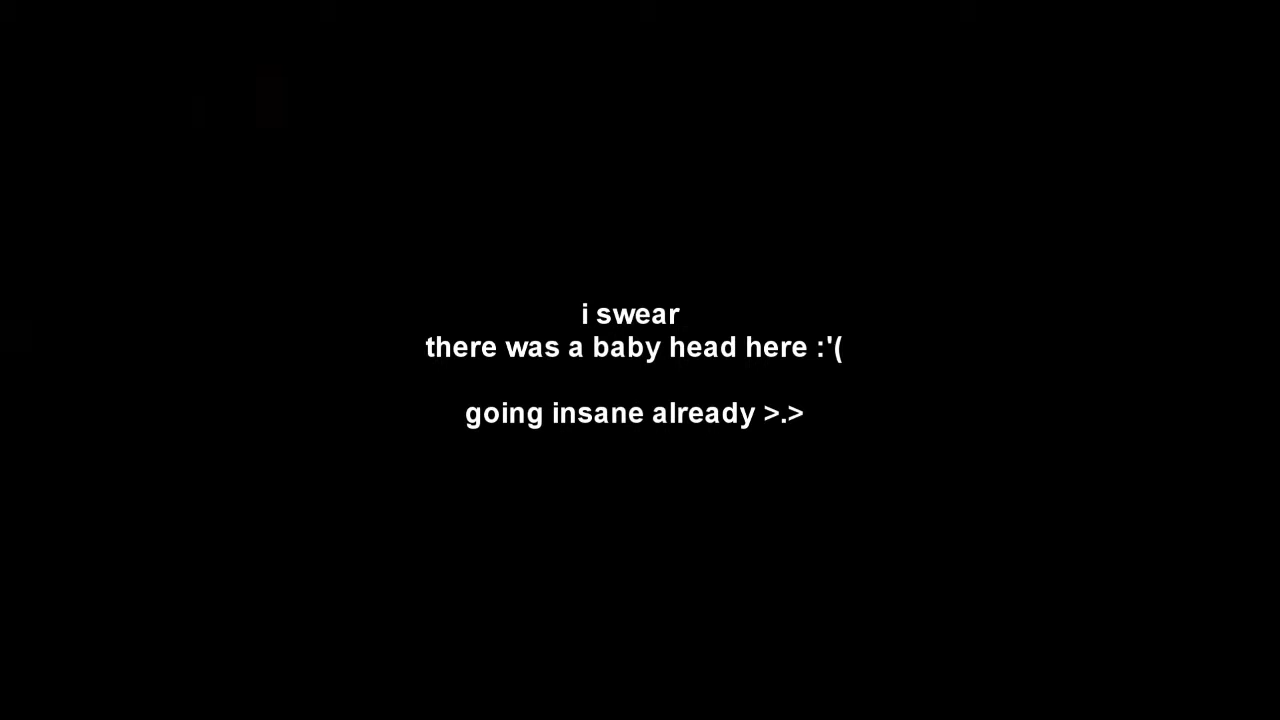 i swear
there was a baby head here :'(
going insane already >.>